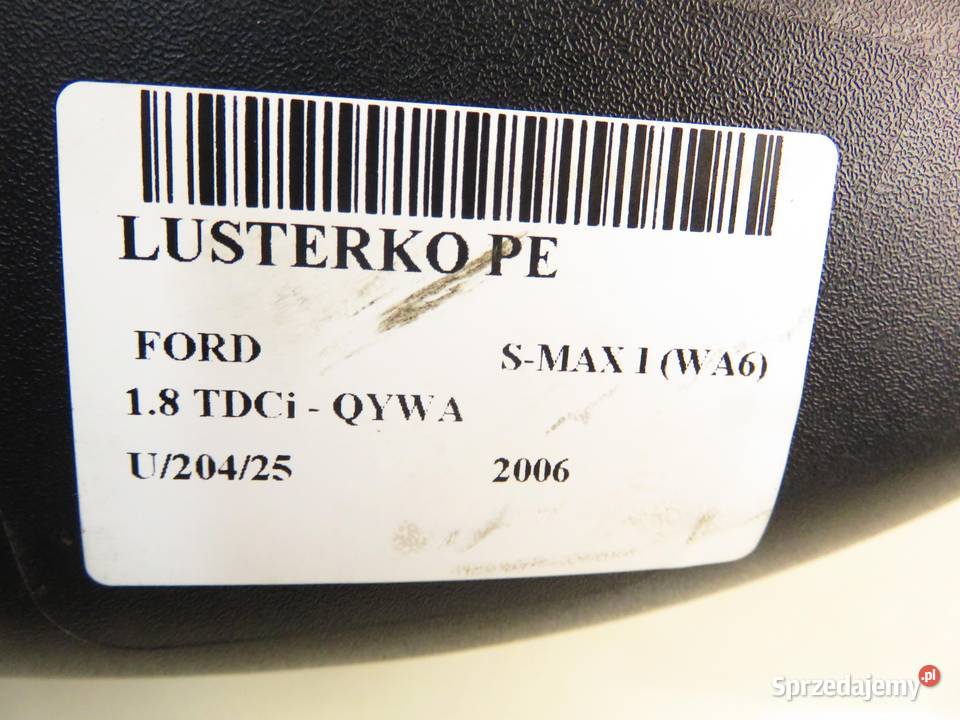 LUSTERKO PE
FORD S-MAX I (WA6)
1.8 TDCi - QYWA
U/204/25 2006
Sprzedajemy.pl